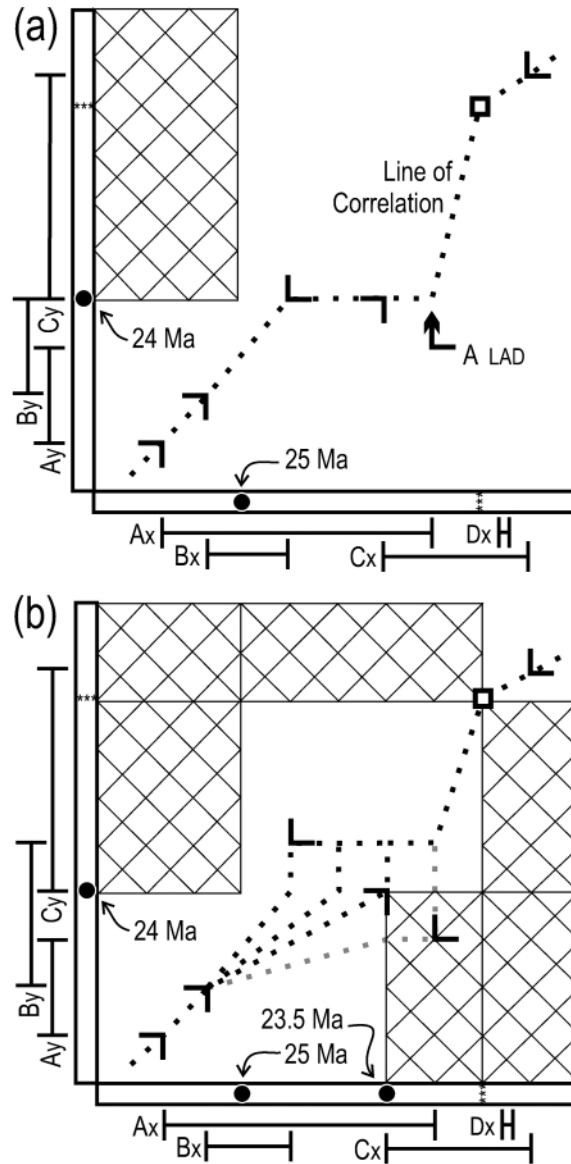 (a)
***
Line of
Correlation
Cy
24 Ma
A LAD
By
Ay
25 Ma
***
Ax
Bx
Cx
Dx
(b)
***
Cy
24 Ma
By
23.5 Ma
25 Ma
Ay
***
Ax
Bx
Cx
Dx